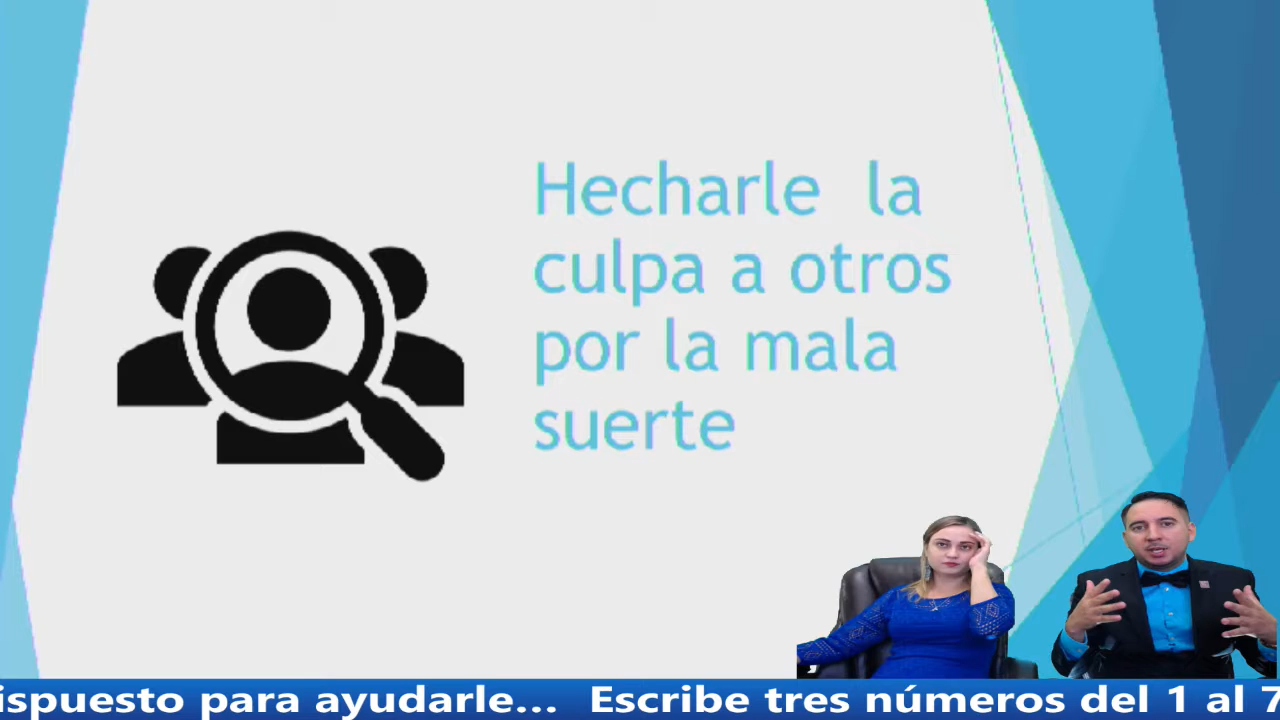 Hecharle la
culpa a otros
por la mala
suerte
ispuesto para ayudarle... Escribe tres números del 1 al 7